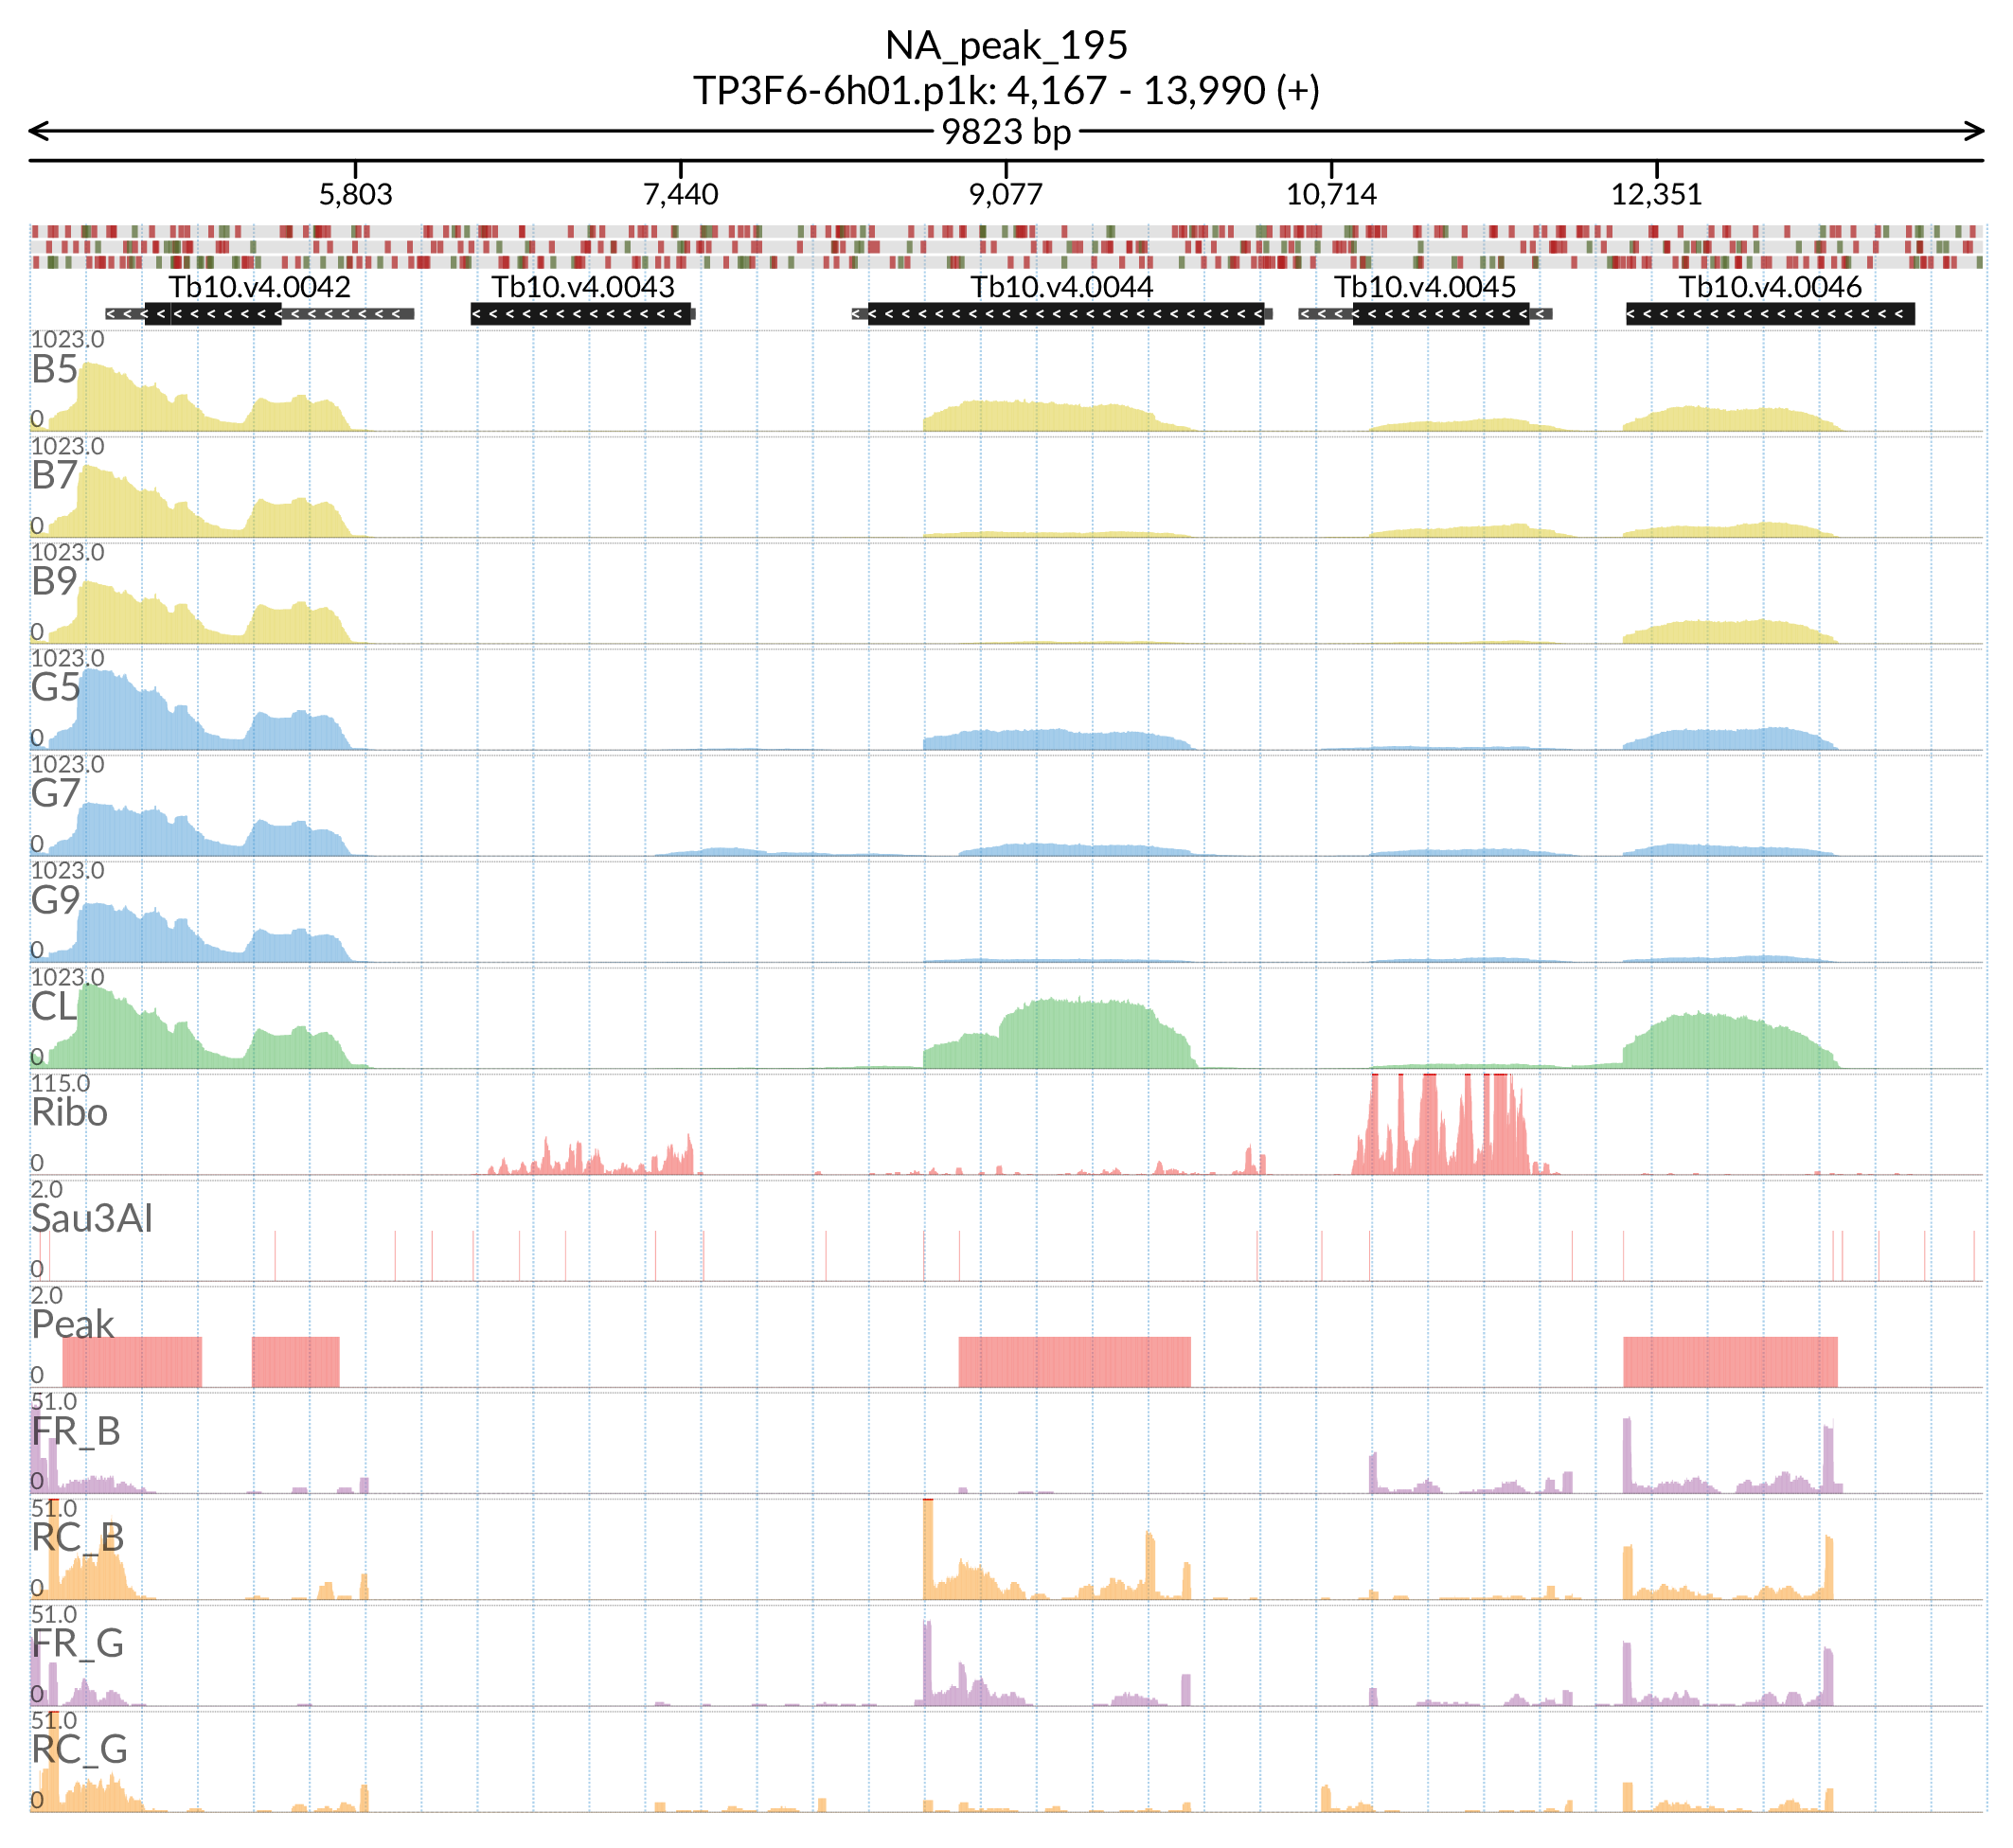 NA_peak_195
TP3F6-6h01.p1k: 4,167 - 13,990 (+)
9823 bp
5,803 7,440 9,077 10,714 12,351
Tb10.v4.0042 Tb10.v4.0043 Tb10.v4.0044 Tb10.v4.0045 Tb10.v4.0046
1023.0
B5
0
1023.0
B7
0
1023.0
B9
0
1023.0
G5
0
1023.0
G7
0
1023.0
G9
0
1023.0
CL
0
115.0
Ribo
0
2.0
Sau3AI
0
2.0
Peak
0
51.0
FR_B
0
51.0
RC_B
0
51.0
FR_G
0
51.0
RC_G
0